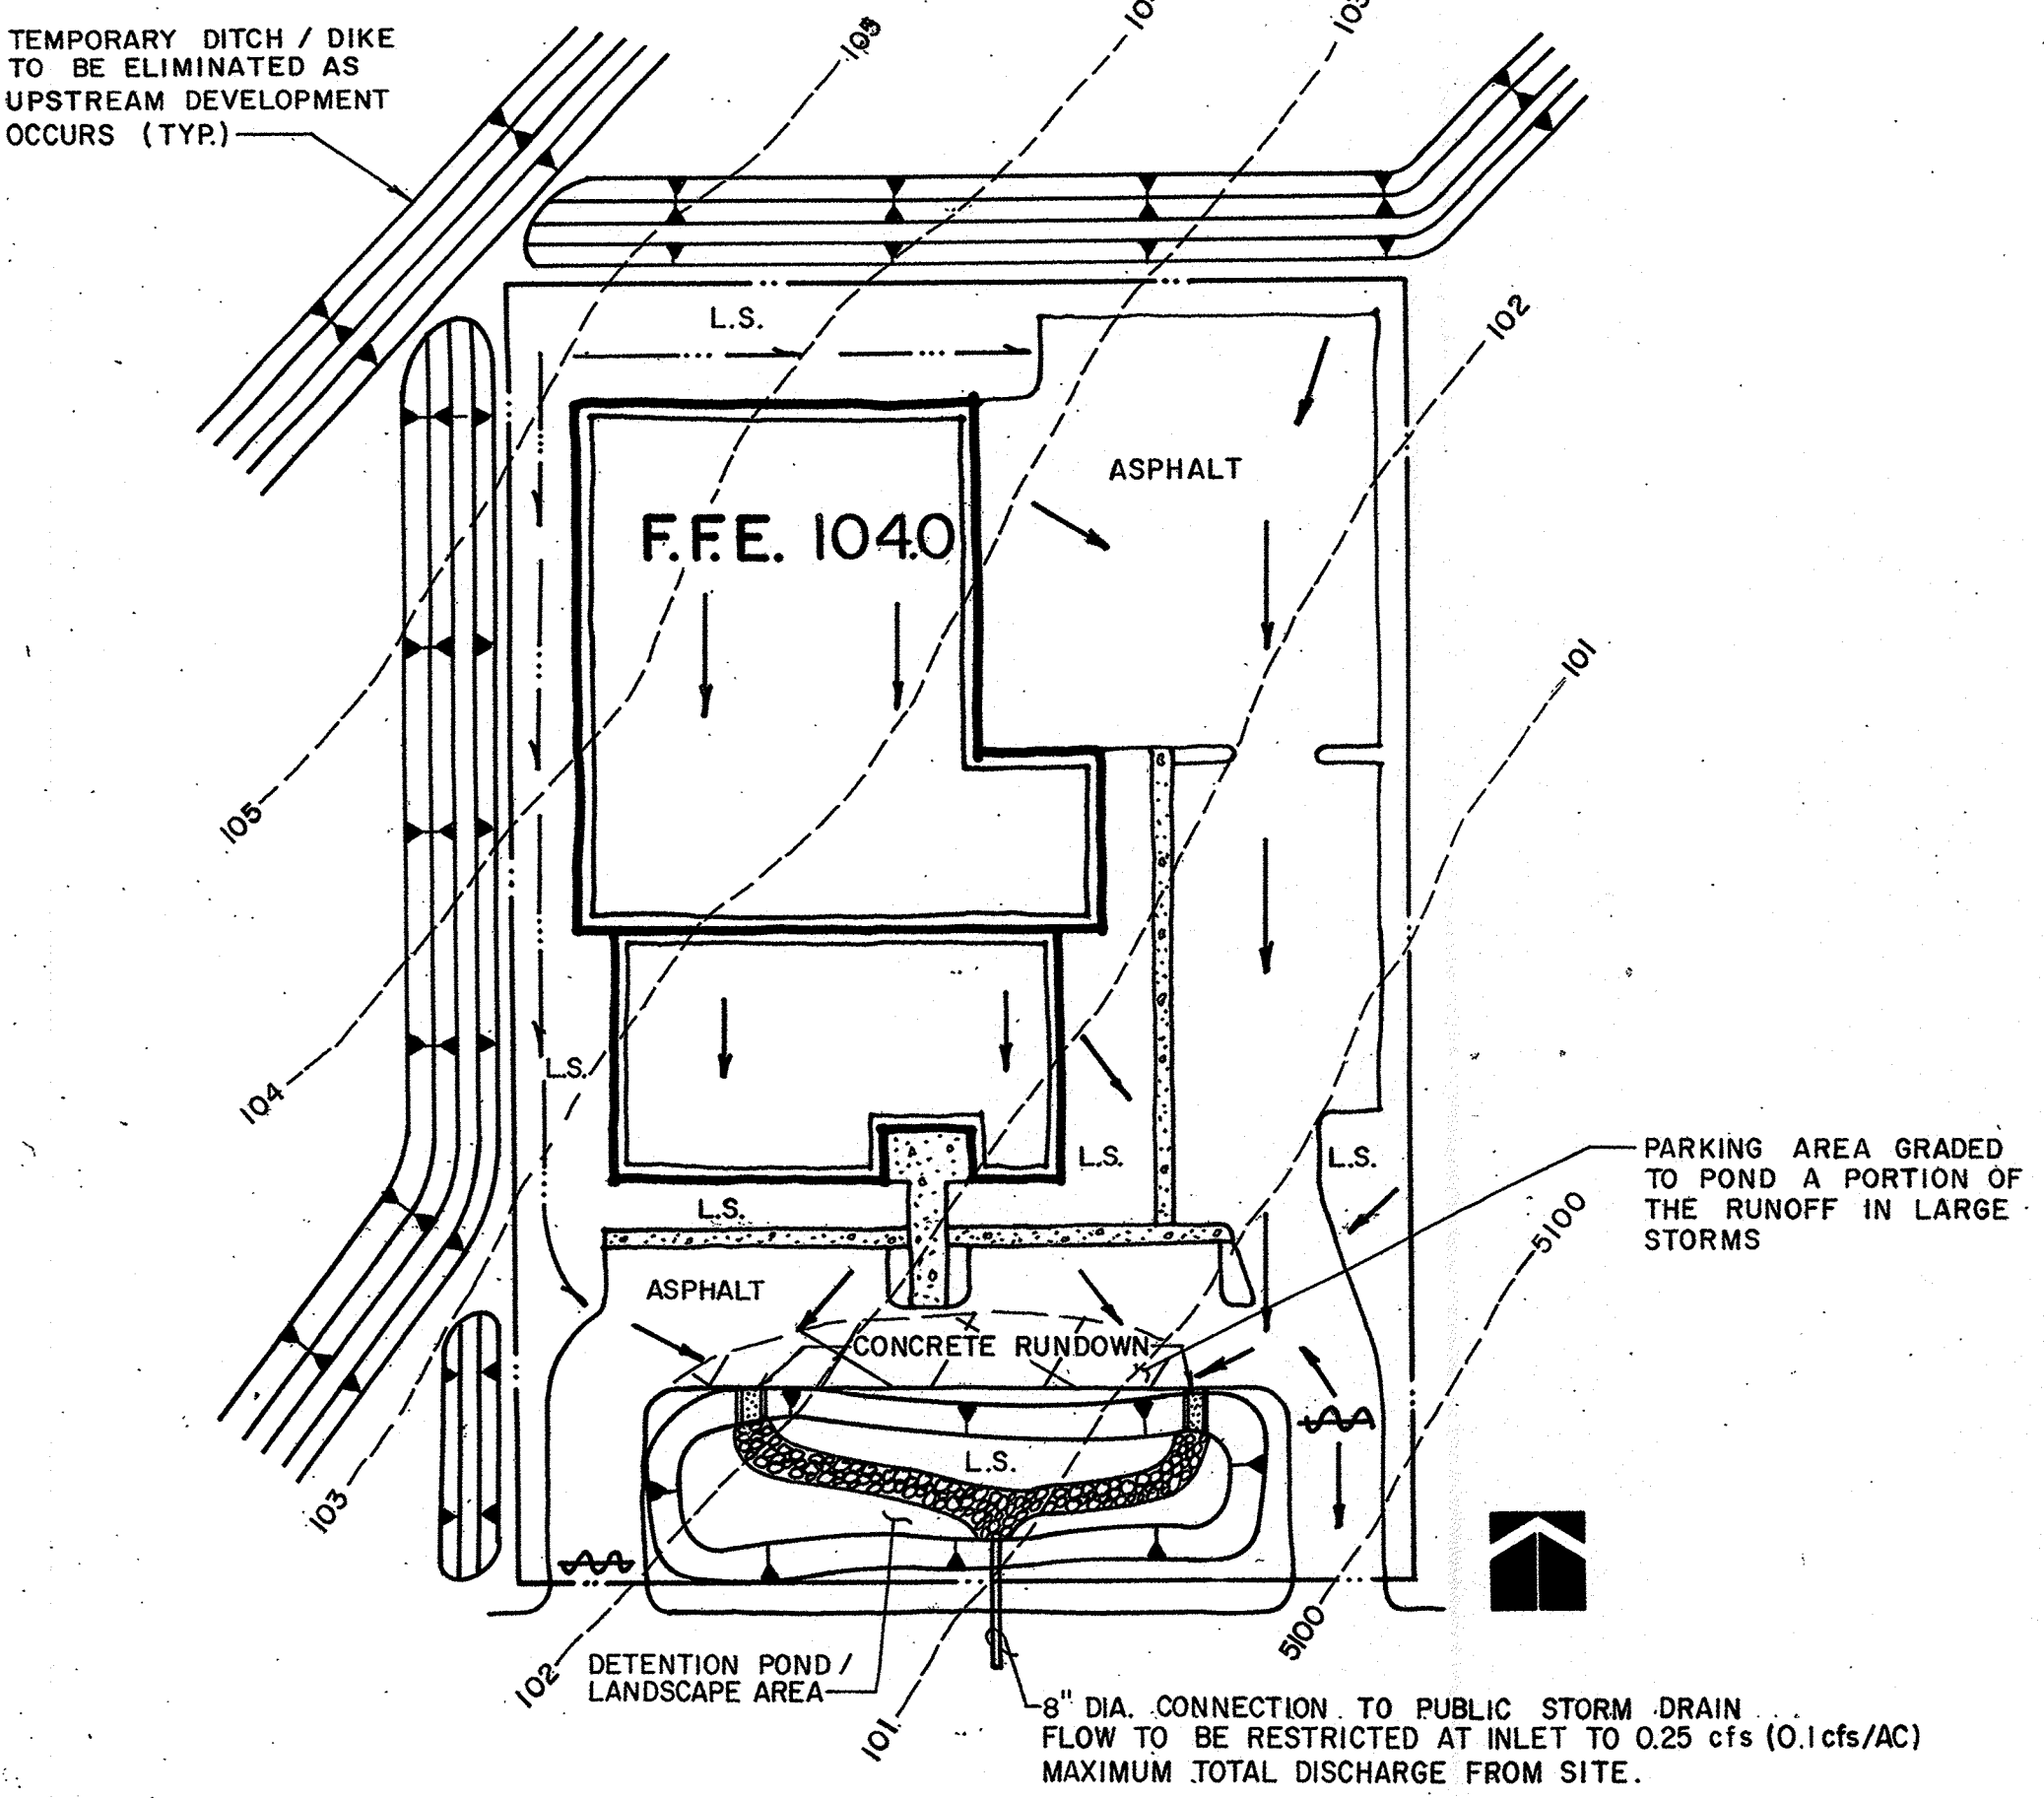 TEMPORARY DITCH / DIKE
TO BE ELIMINATED AS
UPSTREAM DEVELOPMENT
OCCURS (TYP.)
105
103
102
L.S.
ASPHALT
F.F.E. 104.0
101
105
104
L.S.
L.S.
L.S.
L.S.
PARKING AREA GRADED
TO POND A PORTION OF
THE RUNOFF IN LARGE
STORMS
5100
ASPHALT
CONCRETE RUNDOWN
L.S.
103
102
101
5100
DETENTION POND /
LANDSCAPE AREA
8" DIA. CONNECTION TO PUBLIC STORM DRAIN
FLOW TO BE RESTRICTED AT INLET TO 0.25 cfs (0.1cfs/AC)
MAXIMUM TOTAL DISCHARGE FROM SITE.